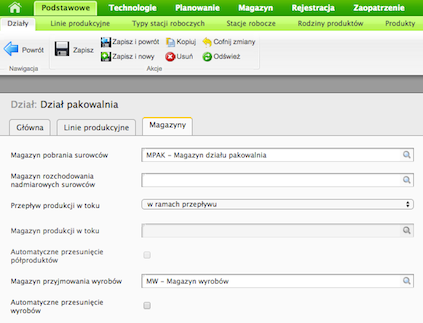 Podstawowe Technologie Planowanie Magazyn Rejestracja Zaopatrzenie
Działy Linie produkcyjne Typy stacji roboczych Stacje robocze Rodziny produktów Produkty
Powrót Zapisz Zapisz i powrót Kopiuj Cofnij zmiany
Zapisz i nowy Usuń Odśwież
Nawigacja Akcje
Dział: Dział pakowalnia
Główna Linie produkcyjne Magazyny
Magazyn pobrania surowców MPAK - Magazyn działu pakowalnia
Magazyn rozchodowania
nadmiarowych surowców
Przepływ produkcji w toku w ramach przepływu
Magazyn produkcji w toku
Automatyczne przesunięcie
półproduktów
Magazyn przyjmowania wyrobów MW - Magazyn wyrobów
Automatyczne przesunięcie
wyrobów